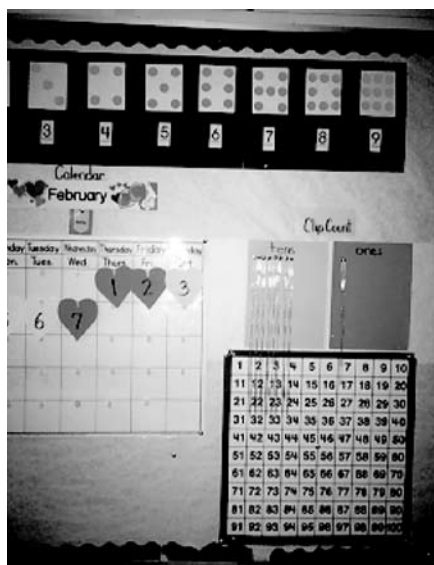 3 4 5 6 7 8 9
Calendar
February
Clip Count
tens ones
Tuesday Wednesday Thursday Friday
Tues. Wed. Thurs. Fri. Sat.
1 2 3
6 7
1 2 3 4 5 6 7 8 9 10
11 12 13 14 15 16 17 18 19 20
21 22 23 24 25 26 27 28 29 30
31 32 33 34 35 36 37 38 39 40
41 42 43 44 45 46 47 48 49 50
51 52 53 54 55 56 57 58 59 60
61 62 63 64 65 66 67 68 69 70
71 72 73 74 75 76 77 78 79 80
81 82 83 84 85 86 87 88 89 90
91 92 93 94 95 96 97 98 99 100